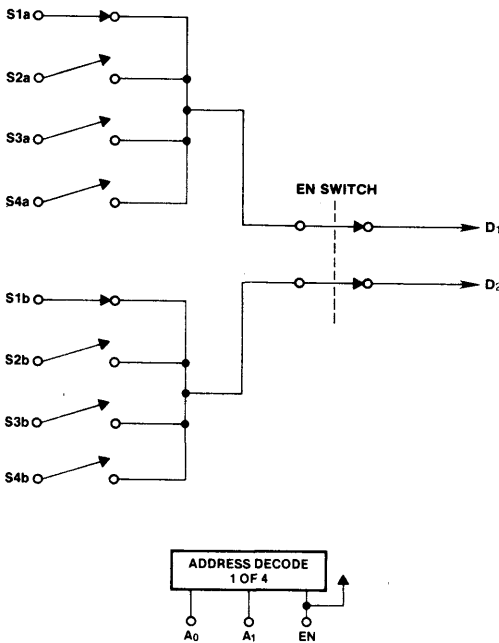 S1a
S2a
S3a
S4a
EN SWITCH
D1
D2
S1b
S2b
S3b
S4b
ADDRESS DECODE
1 OF 4
A0
A1
EN